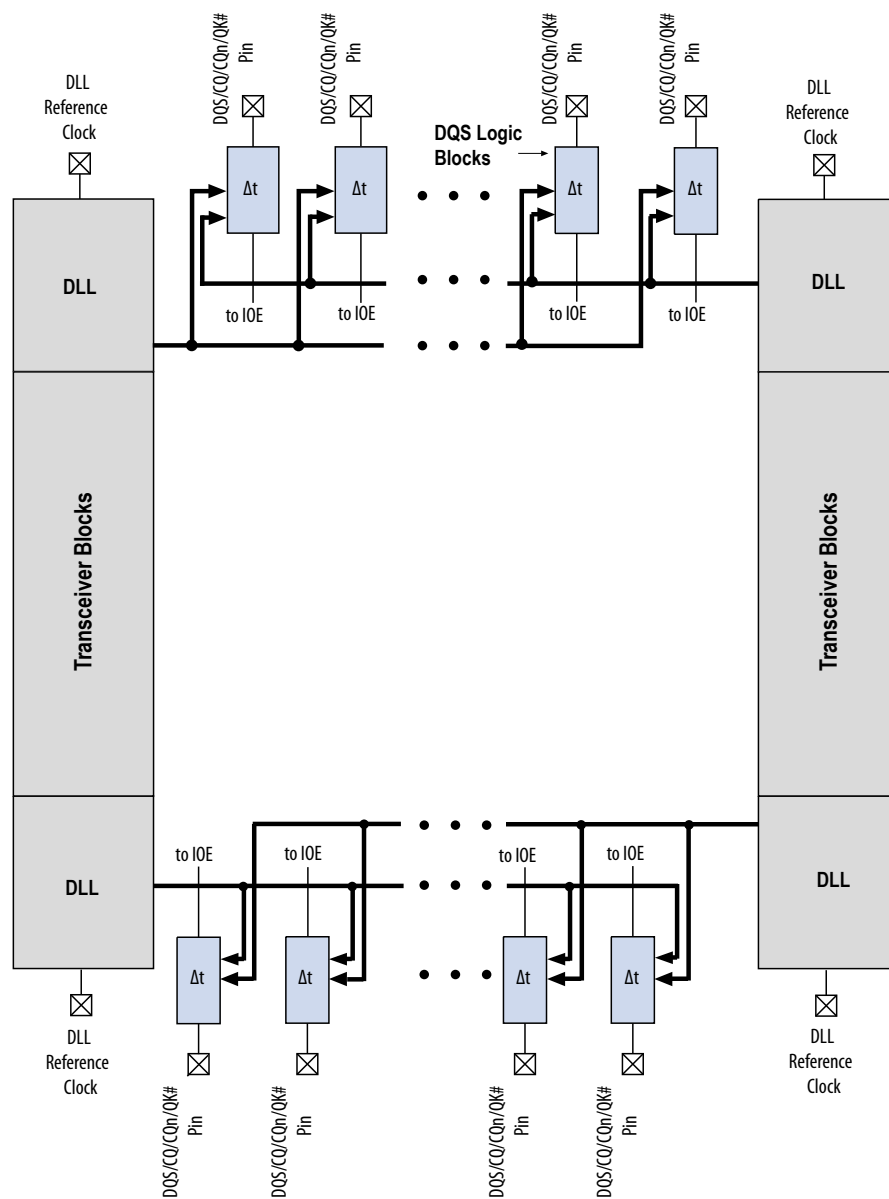 DQS/CQ/CQn/QK#
Pin
DQS/CQ/CQn/QK#
Pin
DQS/CQ/CQn/QK#
Pin
DQS/CQ/CQn/QK#
Pin
DLL
Reference
Clock
DLL
Reference
Clock
DQS Logic
Blocks
Δt
Δt
Δt
Δt
DLL
DLL
to IOE
to IOE
to IOE
to IOE
Transceiver Blocks
Transceiver Blocks
to IOE
to IOE
to IOE
to IOE
DLL
DLL
Δt
Δt
Δt
Δt
DLL
Reference
Clock
DLL
Reference
Clock
DQS/CQ/CQn/QK#
Pin
DQS/CQ/CQn/QK#
Pin
DQS/CQ/CQn/QK#
Pin
DQS/CQ/CQn/QK#
Pin